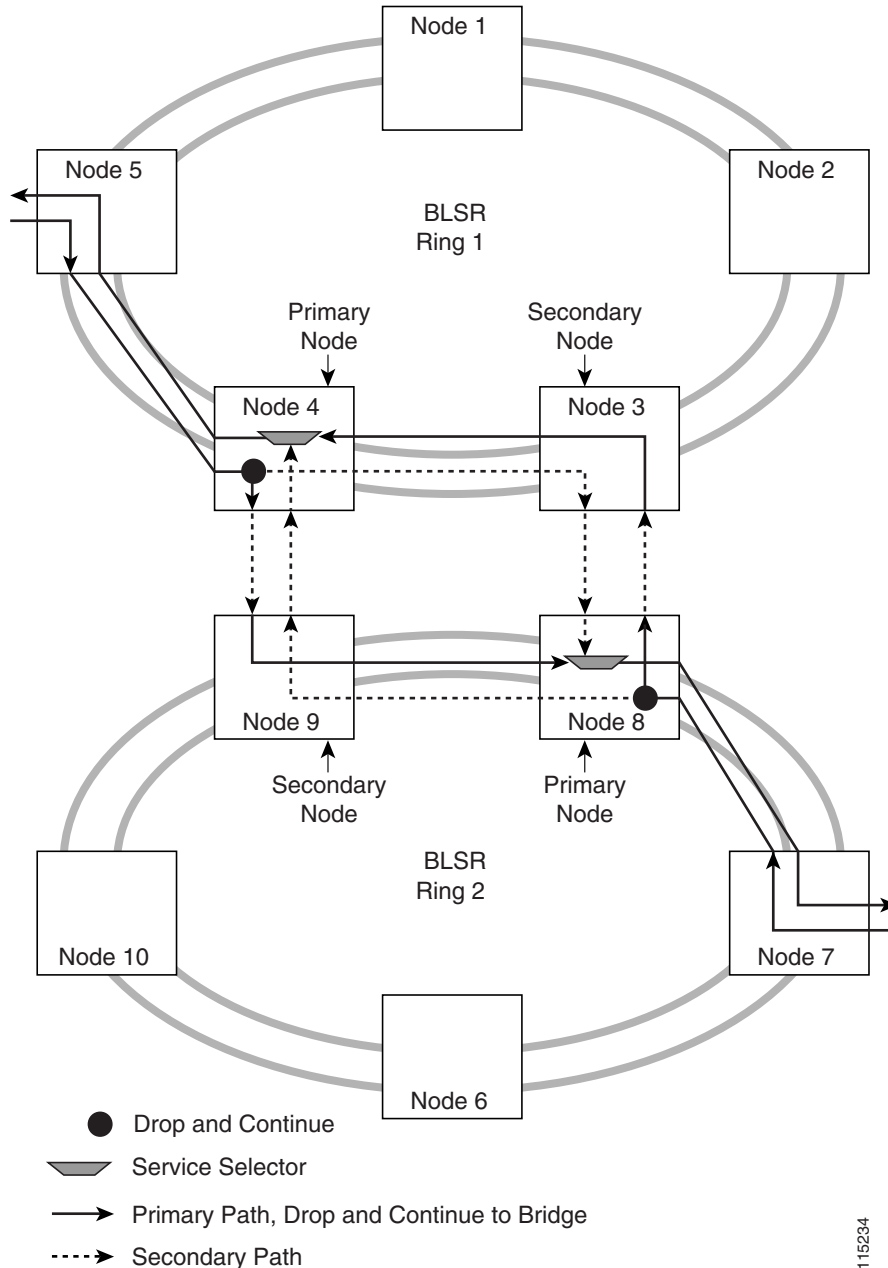 Node 1
Node 5
Node 2
BLSR
Ring 1
Primary
Node
Secondary
Node
Node 4
Node 3
Node 9
Node 8
Secondary
Node
Primary
Node
BLSR
Ring 2
Node 10
Node 7
Node 6
Drop and Continue
Service Selector
Primary Path, Drop and Continue to Bridge
Secondary Path
115234